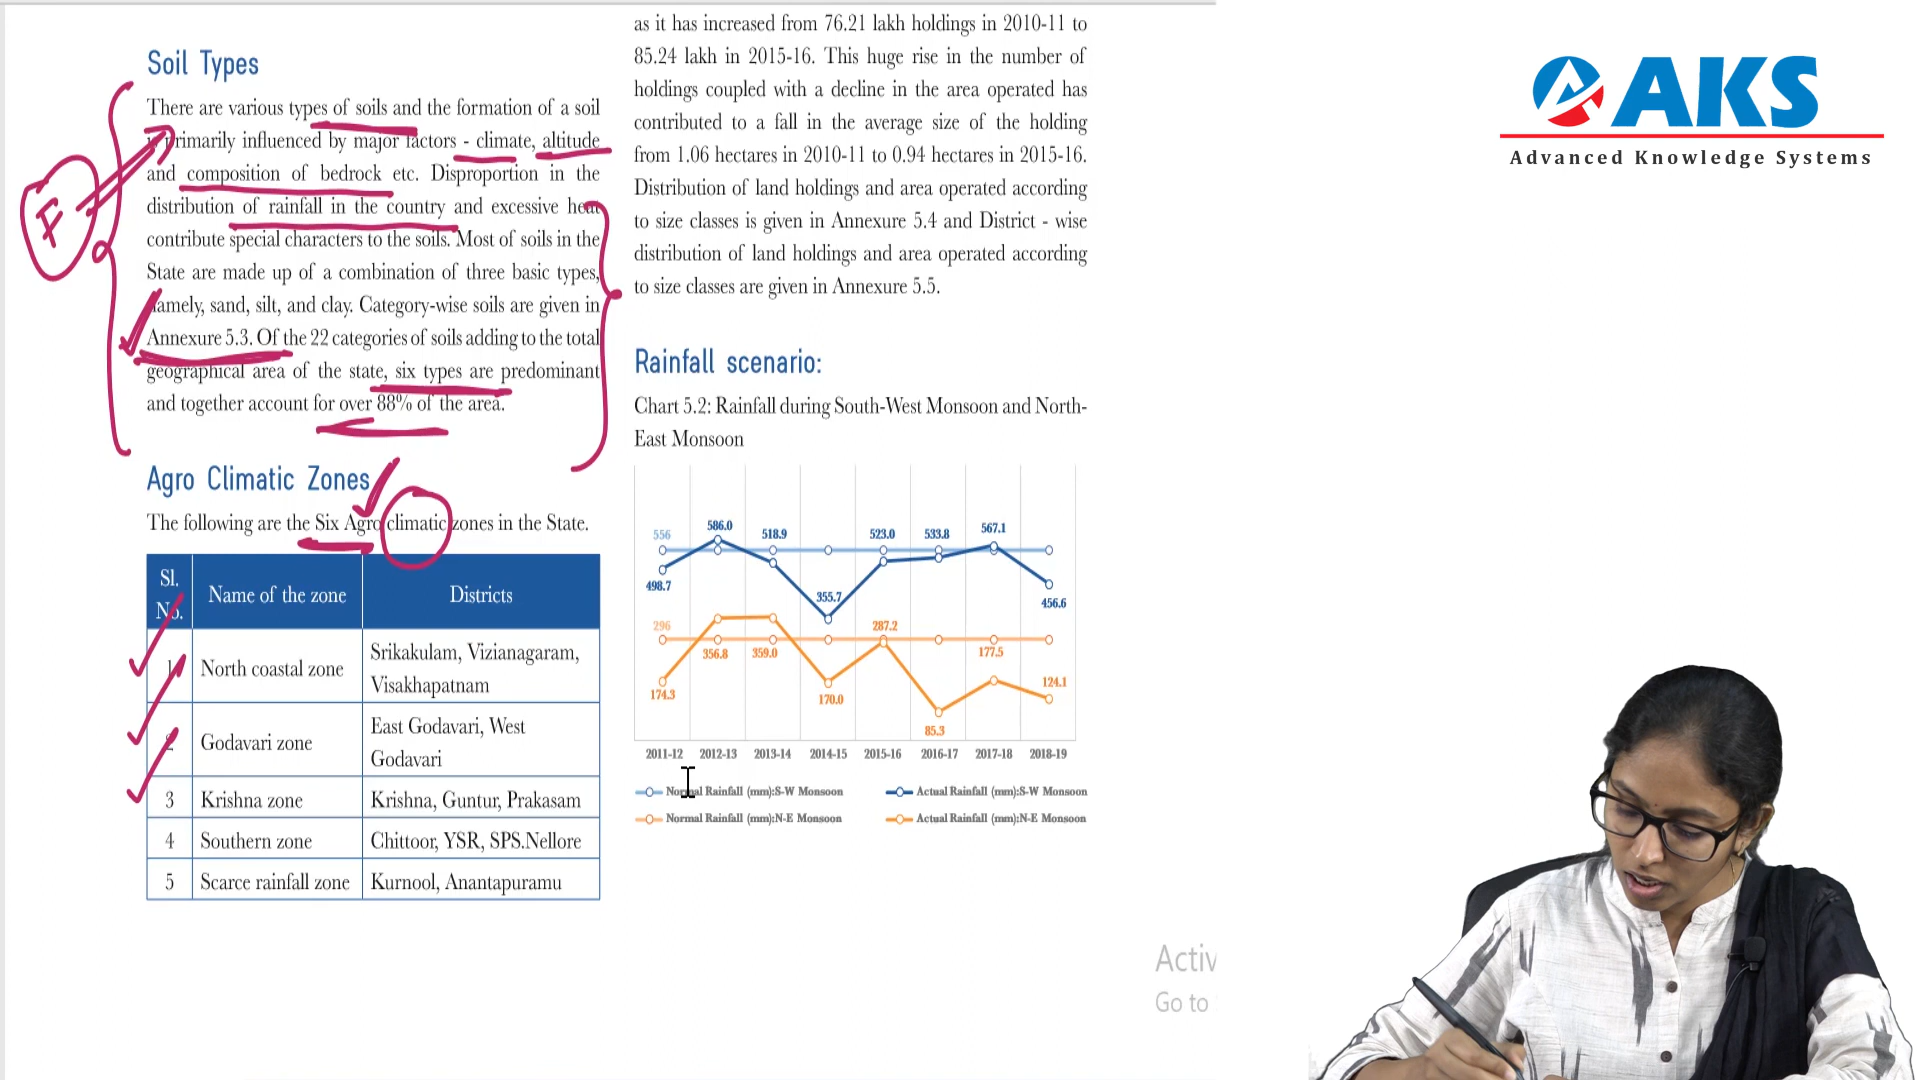 Soil Types
There are various types of soils and the formation of a soil
primarily influenced by major factors - climate, altitude
and composition of bedrock etc. Disproportion in the
distribution of rainfall in the country and excessive heat
contribute special characters to the soils. Most of soils in the
State are made up of a combination of three basic types,
namely, sand, silt, and clay. Category-wise soils are given in
Annexure 5.3. Of the 22 categories of soils adding to the total
geographical area of the state, six types are predominant
and together account for over 88% of the area.
F
Agro Climatic Zones
The following are the Six Agro climatic zones in the State.
Sl. No. Name of the zone Districts
1 North coastal zone Srikakulam, Vizianagaram,
Visakhapatnam
2 Godavari zone East Godavari, West
Godavari
3 Krishna zone Krishna, Guntur, Prakasam
4 Southern zone Chittoor, YSR, SPS.Nellore
5 Scarce rainfall zone Kurnool, Anantapuramu
as it has increased from 76.21 lakh holdings in 2010-11 to
85.24 lakh in 2015-16. This huge rise in the number of
holdings coupled with a decline in the area operated has
contributed to a fall in the average size of the holding
from 1.06 hectares in 2010-11 to 0.94 hectares in 2015-16.
Distribution of land holdings and area operated according
to size classes is given in Annexure 5.4 and District - wise
distribution of land holdings and area operated according
to size classes are given in Annexure 5.5.
Rainfall scenario:
Chart 5.2: Rainfall during South-West Monsoon and North-
East Monsoon
556 586.0 518.9 523.0 533.8 567.1
498.7 355.7 456.6
296 287.2
356.8 359.0 177.5
174.3 170.0 124.1
85.3
2011-12 2012-13 2013-14 2014-15 2015-16 2016-17 2017-18 2018-19
Normal Rainfall (mm):S-W Monsoon Actual Rainfall (mm):S-W Monsoon
Normal Rainfall (mm):N-E Monsoon Actual Rainfall (mm):N-E Monsoon
AKS
Advanced Knowledge Systems
Activ
Go to